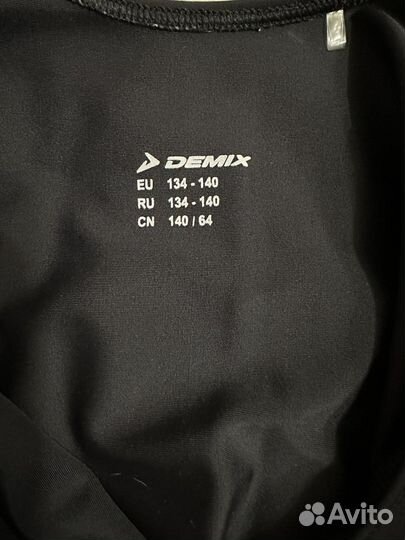 DEMIX
EU 134 - 140
RU 134 - 140
CN 140 / 64
Avito